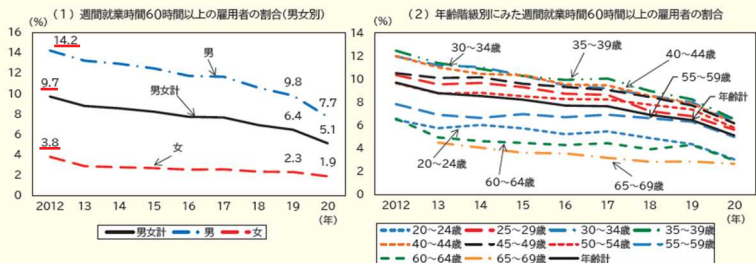 (1) 週間就業時間60時間以上の雇用者の割合(男女別)
(%)
16
14
12
10
8
6
4
2
0
14.2
9.7
3.8
男
男女計
女
9.8
7.7
6.4
5.1
2.3
1.9
2012 13 14 15 16 17 18 19 20
(年)
男女計 男 女
(2) 年齢階級別にみた週間就業時間60時間以上の雇用者の割合
(%)
14
12
10
8
6
4
2
0
30~34歳
35~39歳
40~44歳
55~59歳
年齢計
20~24歳
60~64歳
65~69歳
2012 13 14 15 16 17 18 19 20
(年)
20~24歳 25~29歳 30~34歳 35~39歳
40~44歳 45~49歳 50~54歳 55~59歳
60~64歳 65~69歳 年齢計